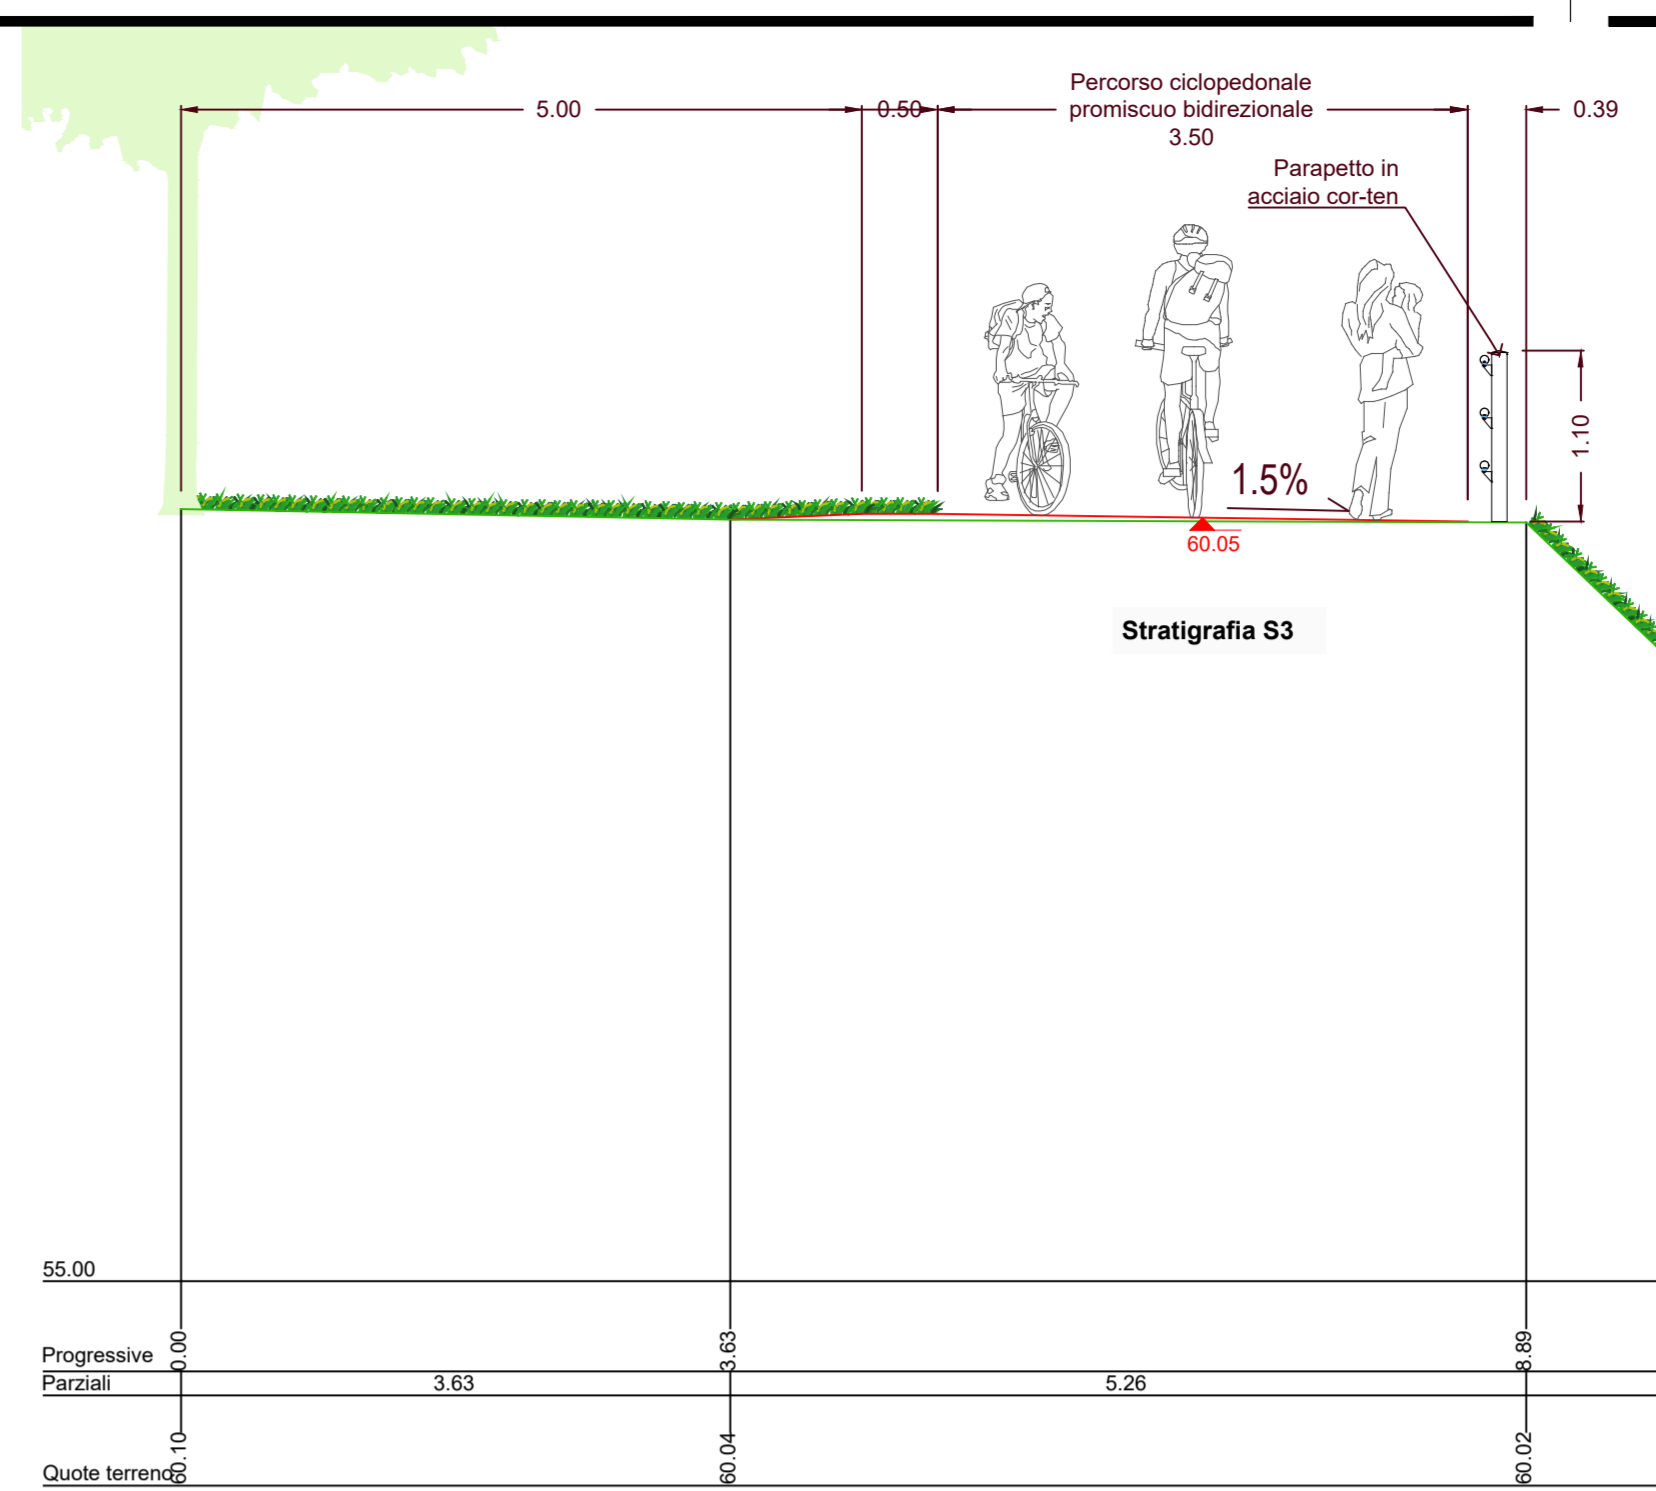 Percorso ciclopedonale
5.00
0.50
promiscuo bidirezionale
0.39
3.50
Parapetto in
acciaio cor-ten
1.10
1.5%
60.05
Stratigrafia S3
55.00
Progressive
0.00
3.63
8.89
Parziali
3.63
5.26
Quote terreno
60.10
60.04
60.02